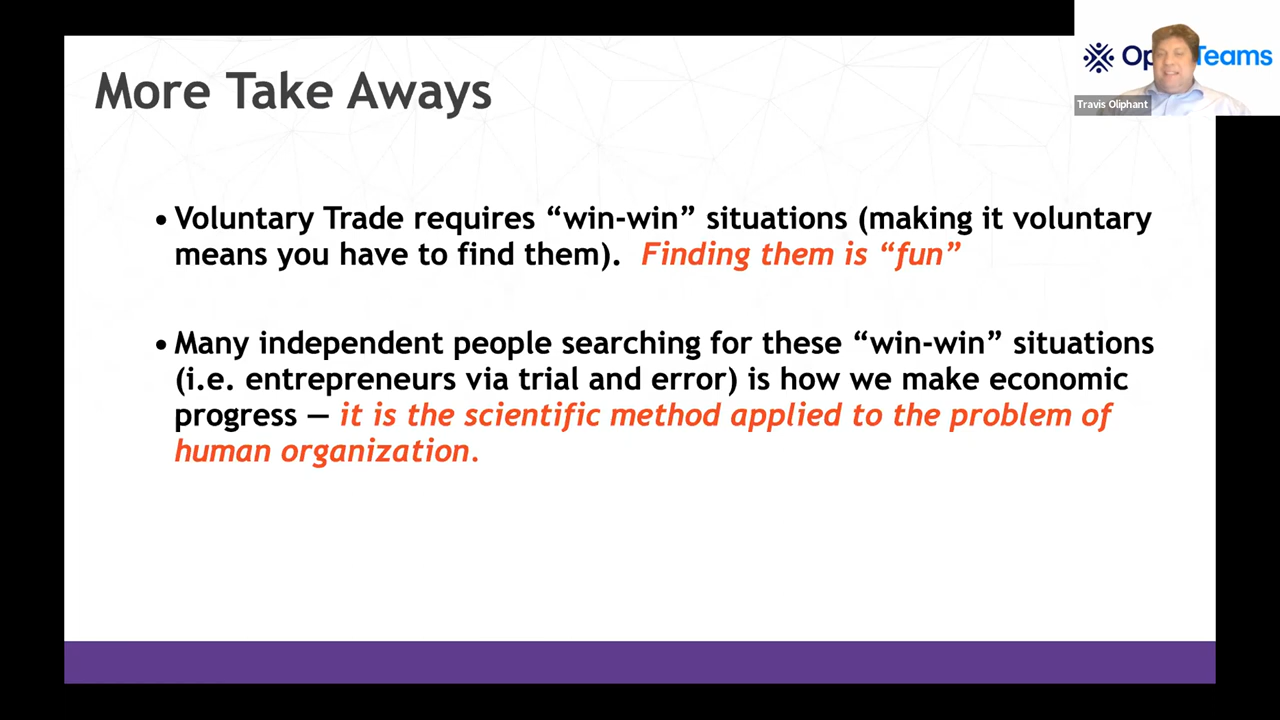 More Take Aways
Op Teams
Travis Oliphant
• Voluntary Trade requires “win-win” situations (making it voluntary
means you have to find them). Finding them is “fun”
• Many independent people searching for these “win-win” situations
(i.e. entrepreneurs via trial and error) is how we make economic
progress — it is the scientific method applied to the problem of
human organization.